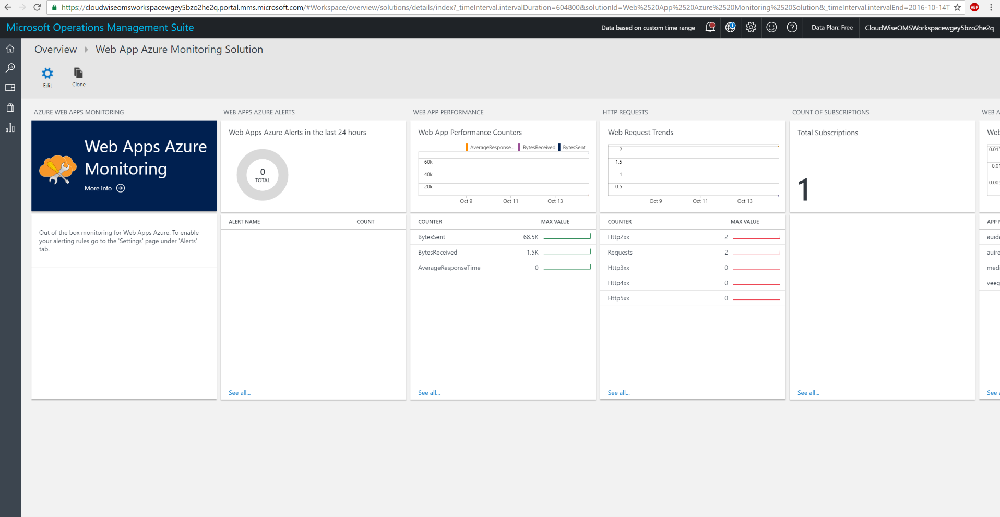 https://cloudwiseomsworkspacewgey5bzo2he2q.portal.mms.microsoft.com/#Workspace/overview/solutions/details/index?_timeInterval.intervalDuration=604800&solutionId=Web%2520App%2520Azure%2520Monitoring%2520Solution&_timeInterval.intervalEnd=2016-10-14T
ABP
Microsoft Operations Management Suite
Data based on custom time range
Data Plan: Free
CloudWiseOMSWorkspacewgey5bzo2he2q
Overview
Web App Azure Monitoring Solution
Edit
Clone
AZURE WEB APPS MONITORING
Web Apps Azure
Monitoring
More info
Out of the box monitoring for Web Apps Azure. To enable
your alerting rules go to the 'Settings' page under 'Alerts'
tab.
WEB APPS AZURE ALERTS
Web Apps Azure Alerts in the last 24 hours
0
TOTAL
ALERT NAME COUNT
See all...
WEB APP PERFORMANCE
Web App Performance Counters
AverageResponse... BytesReceived BytesSent
60k
40k
20k
Oct 9 Oct 11 Oct 13
COUNTER MAX VALUE
BytesSent 68.5K
BytesReceived 1.5K
AverageResponseTime 0
See all...
HTTP REQUESTS
Web Request Trends
2
1.5
1
0.5
Oct 9 Oct 11 Oct 13
COUNTER MAX VALUE
Http2xx 2
Requests 2
Http3xx 0
Http4xx 0
Http5xx 0
See all...
COUNT OF SUBSCRIPTIONS
Total Subscriptions
1
See all...
WEB A
Web
0.015
0.01
0.005
APP N
auida
auire
medi
veeg
See a